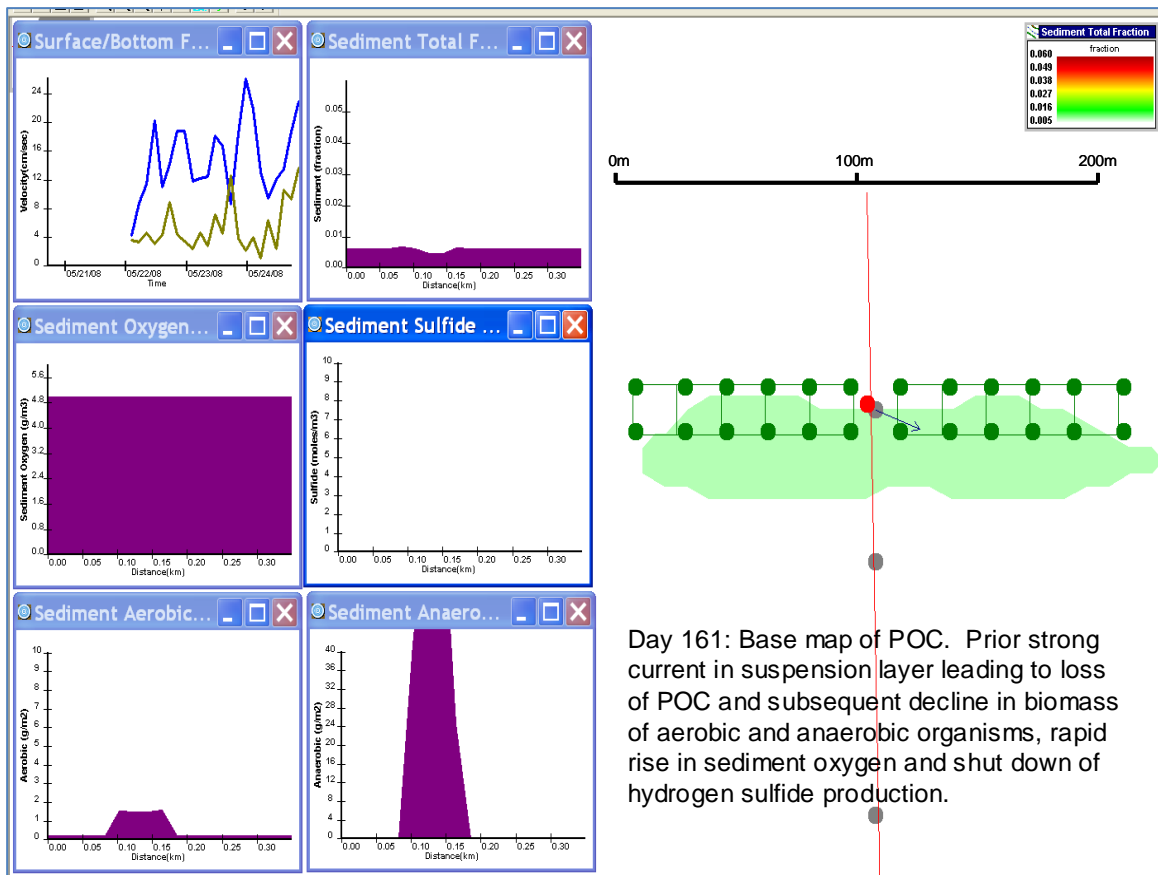 Surface/Bottom F...
Velocity(cm/sec)
24
20
16
12
8
4
0
05/21/08 05/22/08 05/23/08 05/24/08
Time
Sediment Total F...
Sediment (fraction)
0.05
0.04
0.03
0.02
0.01
0.00
0.00 0.05 0.10 0.15 0.20 0.25 0.30
Distance(km)
Sediment Oxygen...
Sediment Oxygen (g/m3)
5.6
4.8
4.0
3.2
2.4
1.6
0.8
0.0
0.00 0.05 0.10 0.15 0.20 0.25 0.30
Distance(km)
Sediment Sulfide ...
Sulfide (moles/m3)
10
9
8
7
6
5
4
3
2
1
0
0.00 0.05 0.10 0.15 0.20 0.25 0.30
Distance(km)
Sediment Aerobic...
Aerobic (g/m2)
10
9
8
7
6
5
4
3
2
1
0
0.00 0.05 0.10 0.15 0.20 0.25 0.30
Distance(km)
Sediment Anaero...
Anaerobic (g/m2)
40
36
32
28
24
20
16
12
8
4
0
0.00 0.05 0.10 0.15 0.20 0.25 0.30
Distance(km)
Sediment Total Fraction
fraction
0.060
0.049
0.038
0.027
0.016
0.005
0m 100m 200m
Day 161: Base map of POC. Prior strong
current in suspension layer leading to loss
of POC and subsequent decline in biomass
of aerobic and anaerobic organisms, rapid
rise in sediment oxygen and shut down of
hydrogen sulfide production.